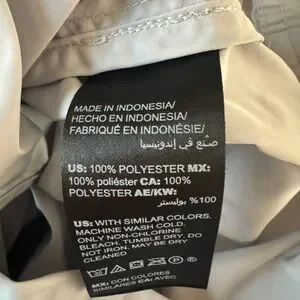 MADE IN INDONESIA/
HECHO EN INDONESIA/
FABRIQUÉ EN INDONÉSIE/
صنع في إندونيسيا
US: 100% POLYESTER MX:
100% poliéster CA: 100%
POLYESTER AE/KW:
100% بوليستر
US: WITH SIMILAR COLORS.
MACHINE WASH COLD.
ONLY NON-CHLORINE
BLEACH. TUMBLE DRY. DO
NOT IRON. MAY BE DRY
CLEANED
MX: CON COLORES
SIMILARES CA:AVEC